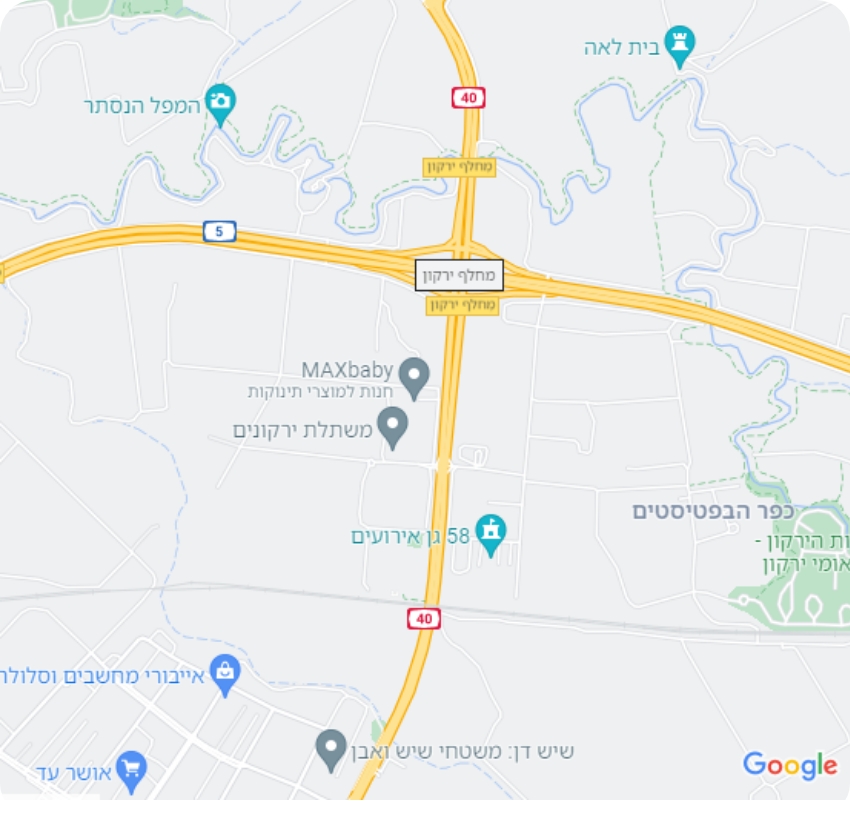 בית לאה
40
המפל הנסתר
מחלף ירקון
5
מחלף ירקון
מחלף ירקון
MAXbaby
חנות למוצרי תינוקות
משתלת ירקונים
כפר הבפטיסטים
58 גן אירועים
ות הירקון -
אומי ירקון
40
אייבורי מחשבים וסלולר
שיש דן: משטחי שיש ואבן
אושר עד
Google